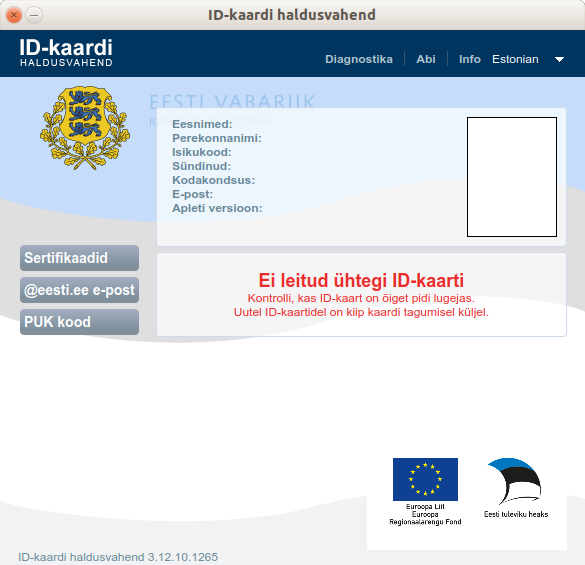 ID-kaardi haldusvahend
ID-kaardi
HALDUSVAHEND
Diagnostika Abi Info Estonian
EESTI VABARIIK
Eesnimed:
Perekonnanimi:
Isikukood:
Sündinud:
Kodakondsus:
E-post:
Apleti versioon:
Sertifikaadid
@eesti.ee e-post
PUK kood
Ei leitud ühtegi ID-kaarti
Kontrolli, kas ID-kaart on õiget pidi lugejas.
Uutel ID-kaartidel on kiip kaardi tagumisel küljel.
Euroopa Liit
Euroopa
Regionaalarengu Fond
Eesti tuleviku heaks
ID-kaardi haldusvahend 3.12.10.1265